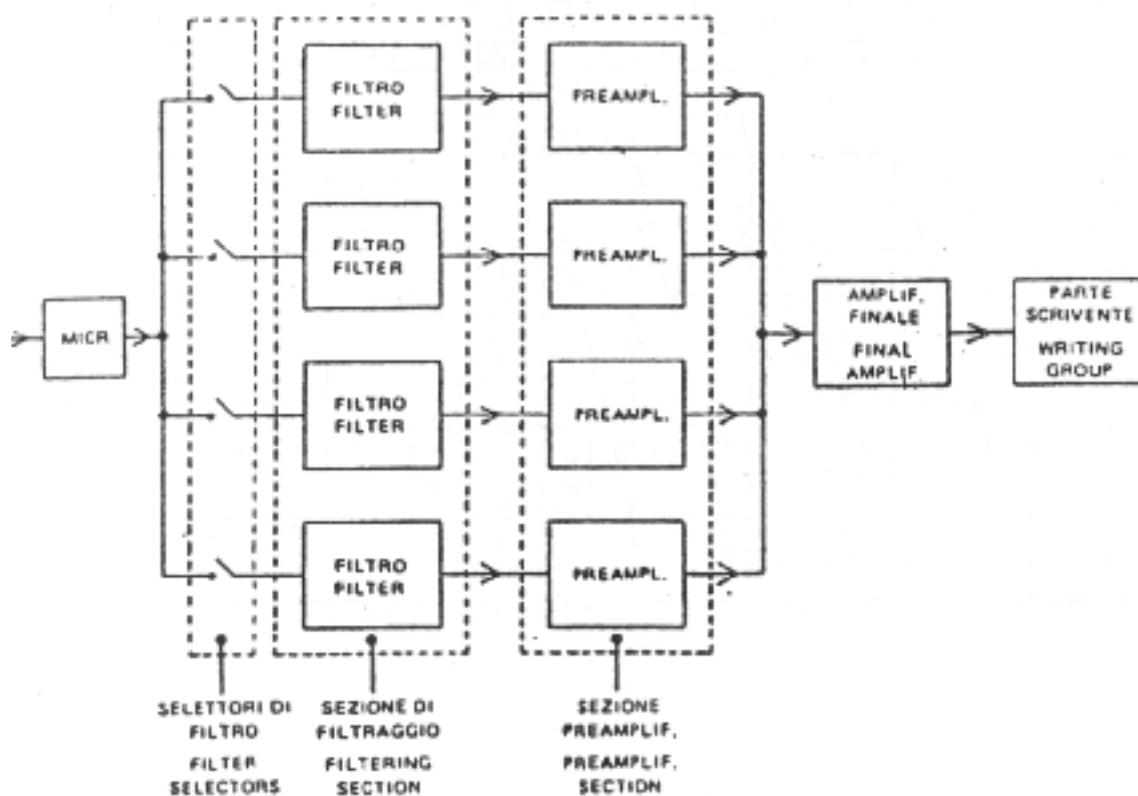 FILTRO
FILTER
PREAMPL.
FILTRO
FILTER
PREAMPL.
MICR
AMPLIF.
FINALE
FINAL
AMPLIF.
PARTE
SCRIVENTE
WRITING
GROUP
FILTRO
FILTER
PREAMPL.
FILTRO
FILTER
PREAMPL.
SELETTORI DI
FILTRO
FILTER
SELECTORS
SEZIONE DI
FILTRAGGIO
FILTERING
SECTION
SEZIONE
PREAMPLIF.
PREAMPLIF.
SECTION